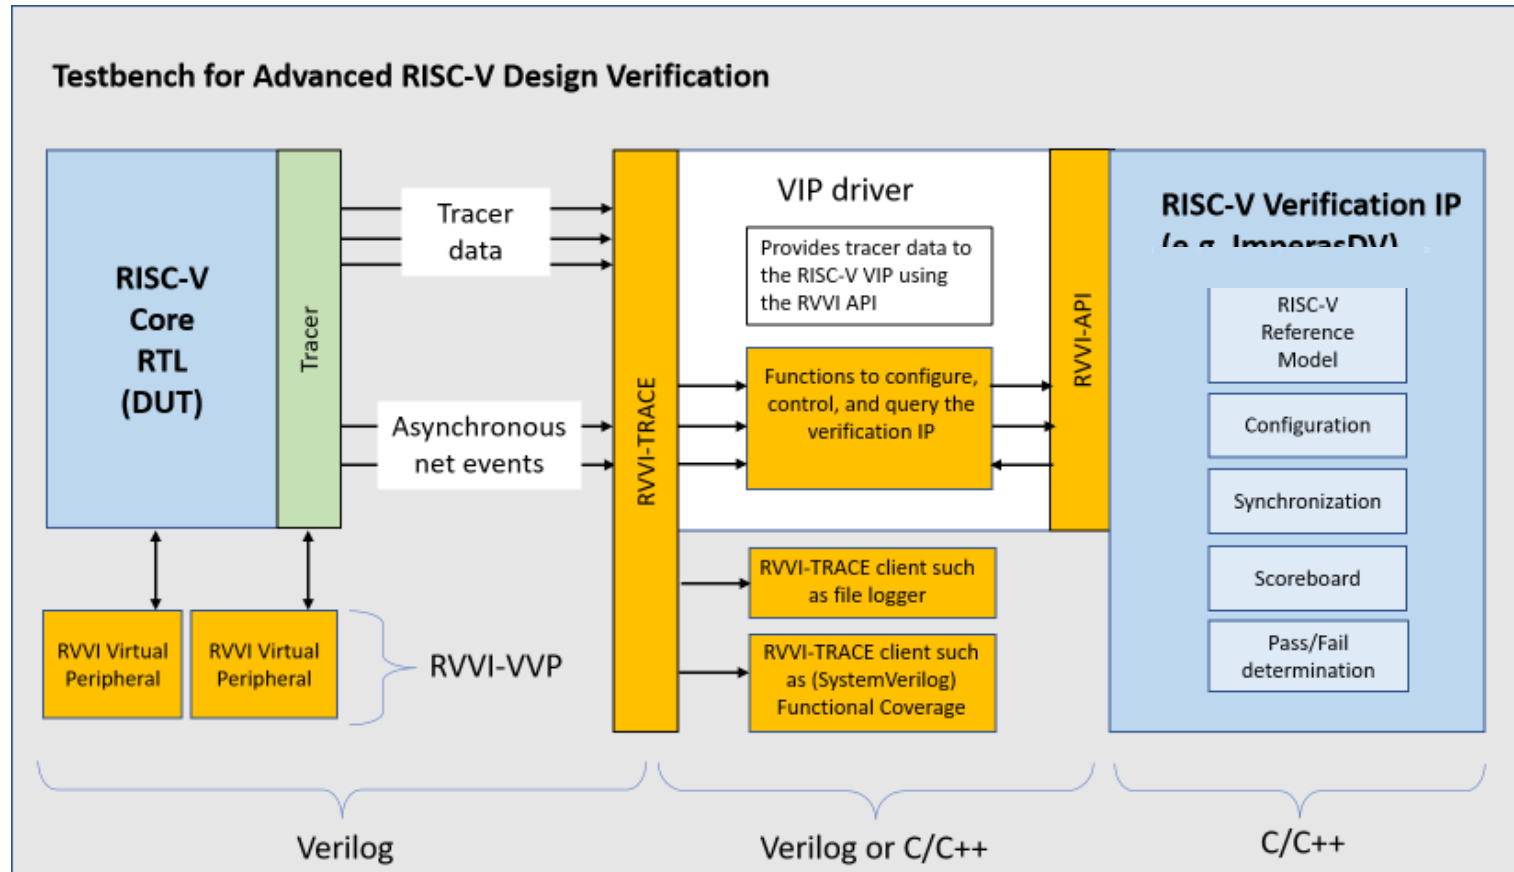 Testbench for Advanced RISC-V Design Verification
RISC-V
Core
RTL
(DUT)
Tracer
Tracer
data
Asynchronous
net events
RVVI-TRACE
VIP driver
Provides tracer data to
the RISC-V VIP using
the RVVI API
Functions to configure,
control, and query the
verification IP
RVVI-API
RISC-V Verification IP
(e.g. ImperasDV)
RISC-V
Reference
Model
Configuration
Synchronization
Scoreboard
Pass/Fail
determination
RVVI-TRACE client such
as file logger
RVVI-TRACE client such
as (SystemVerilog)
Functional Coverage
RVVI Virtual
Peripheral
RVVI Virtual
Peripheral
RVVI-VVP
Verilog
Verilog or C/C++
C/C++